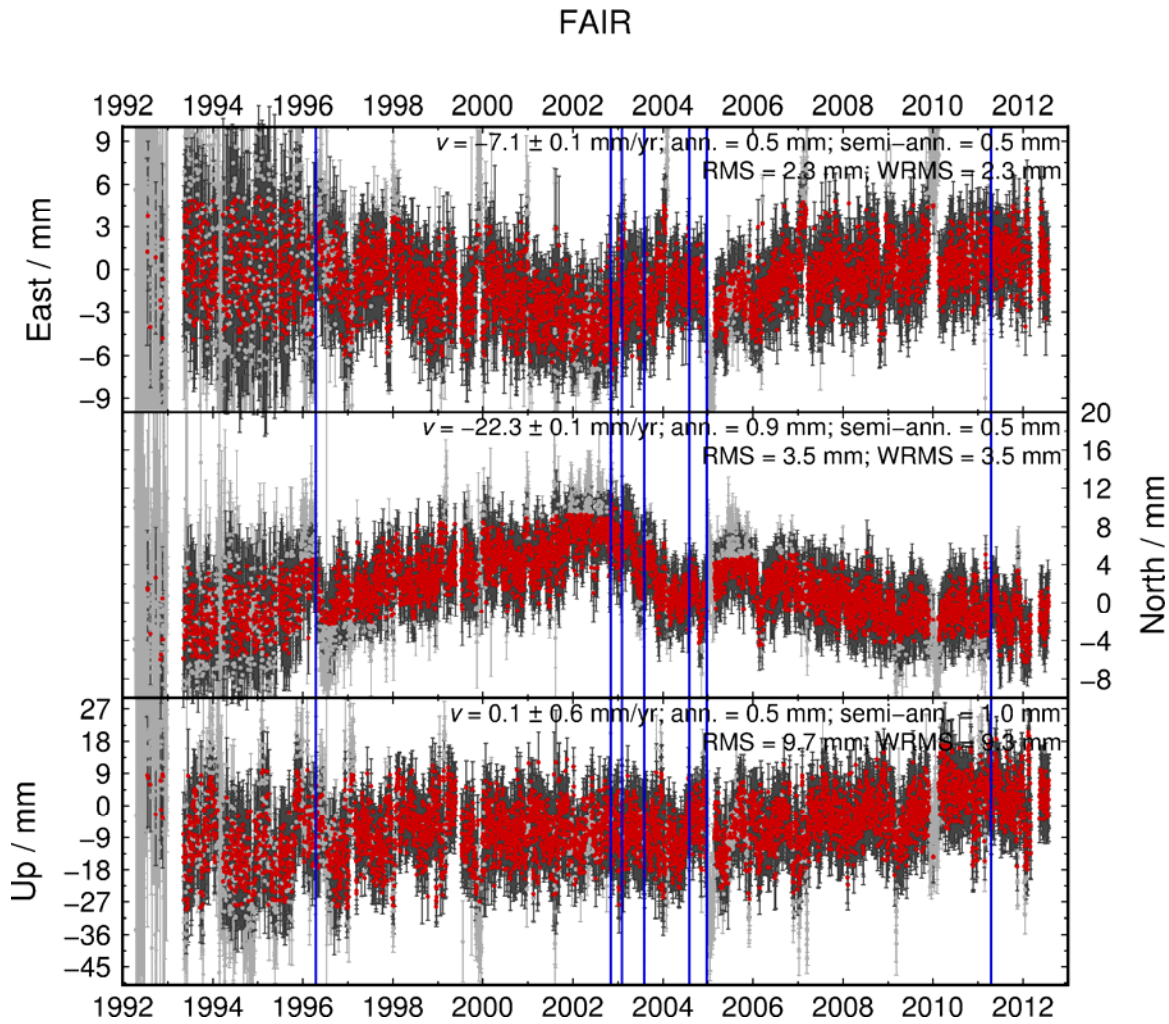 FAIR
1992 1994 1996 1998 2000 2002 2004 2006 2008 2010 2012
v = −7.1 ± 0.1 mm/yr; ann. = 0.5 mm; semi-ann. = 0.5 mm
RMS = 2.3 mm; WRMS = 2.3 mm
9
6
3
0
−3
−6
−9
East / mm
v = −22.3 ± 0.1 mm/yr; ann. = 0.9 mm; semi-ann. = 0.5 mm
RMS = 3.5 mm; WRMS = 3.5 mm
20
16
12
8
4
0
−4
−8
North / mm
v = 0.1 ± 0.6 mm/yr; ann. = 0.5 mm; semi-ann. = 1.0 mm
RMS = 9.7 mm; WRMS = 9.3 mm
27
18
9
0
−9
−18
−27
−36
−45
Up / mm
1992 1994 1996 1998 2000 2002 2004 2006 2008 2010 2012